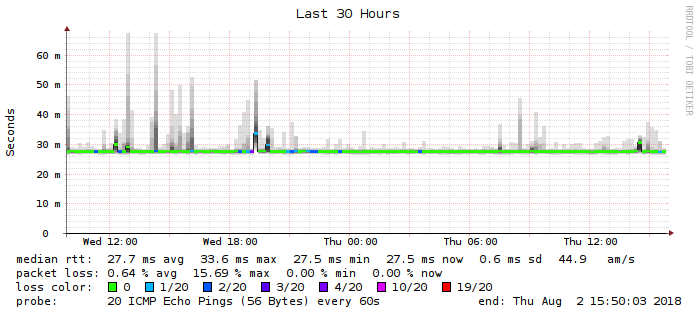 Last 30 Hours
RRDTOOL / TOBI OETIKER
Seconds
60 m
50 m
40 m
30 m
20 m
10 m
0
Wed 12:00 Wed 18:00 Thu 00:00 Thu 06:00 Thu 12:00
median rtt: 27.7 ms avg 33.6 ms max 27.5 ms min 27.5 ms now 0.6 ms sd 44.9 am/s
packet loss: 0.64 % avg 15.69 % max 0.00 % min 0.00 % now
loss color: 0 1/20 2/20 3/20 4/20 10/20 19/20
probe: 20 ICMP Echo Pings (56 Bytes) every 60s end: Thu Aug 2 15:50:03 2018